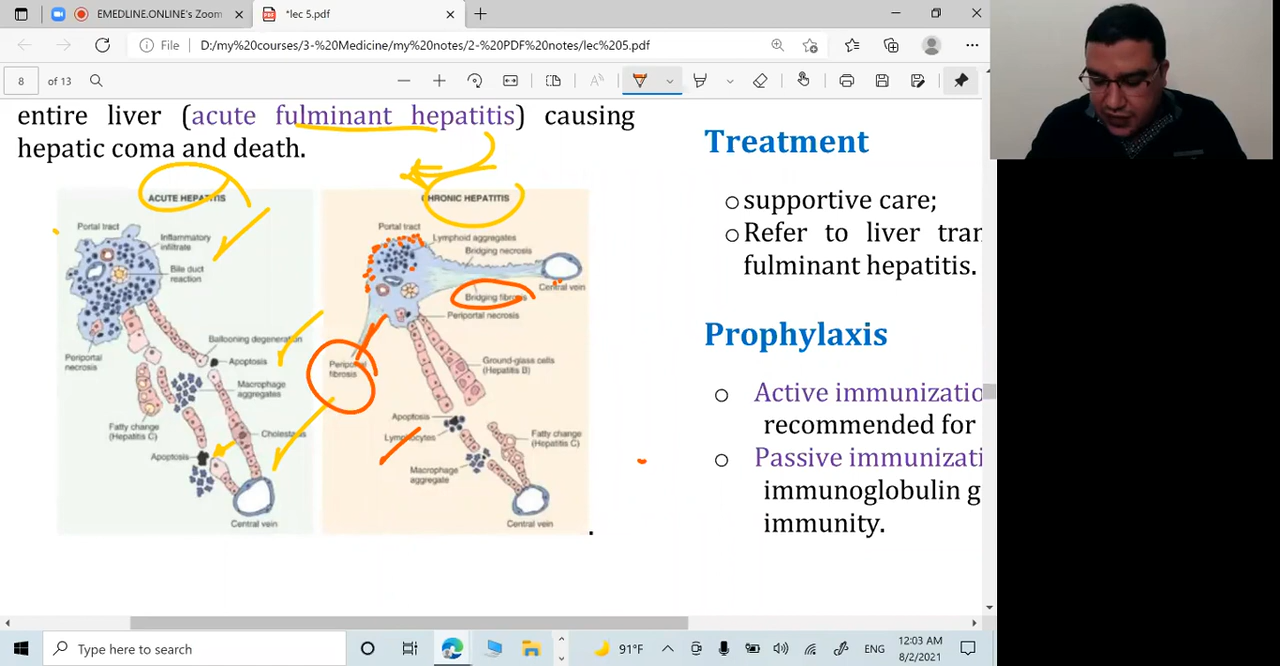 EMEDLINE.ONLINE's Zoom
*lec 5.pdf
File
D:/my%20courses/3-%20Medicine/my%20notes/2-%20PDF%20notes/lec%205.pdf
8
of 13
entire liver (acute fulminant hepatitis) causing
hepatic coma and death.
ACUTE HEPATITIS
Portal tract
Inflammatory
infiltrate
Bile duct
reaction
Periportal
necrosis
Ballooning degeneration
Apoptosis
Macrophage
aggregates
Fatty change
(Hepatitis C)
Cholestasis
Apoptosis
Central vein
CHRONIC HEPATITIS
Portal tract
Lymphoid aggregates
Bridging necrosis
Central vein
Bridging fibrosis
Periportal necrosis
Periportal
fibrosis
Ground-glass cells
(Hepatitis B)
Apoptosis
Lymphocytes
Fatty change
(Hepatitis C)
Macrophage
aggregate
Central vein
.
Treatment
supportive care;
Refer to liver tran
fulminant hepatitis.
Prophylaxis
Active immunizatio
recommended for
Passive immunizati
immunoglobulin g
immunity.
Type here to search
91°F
ENG
12:03 AM
8/2/2021